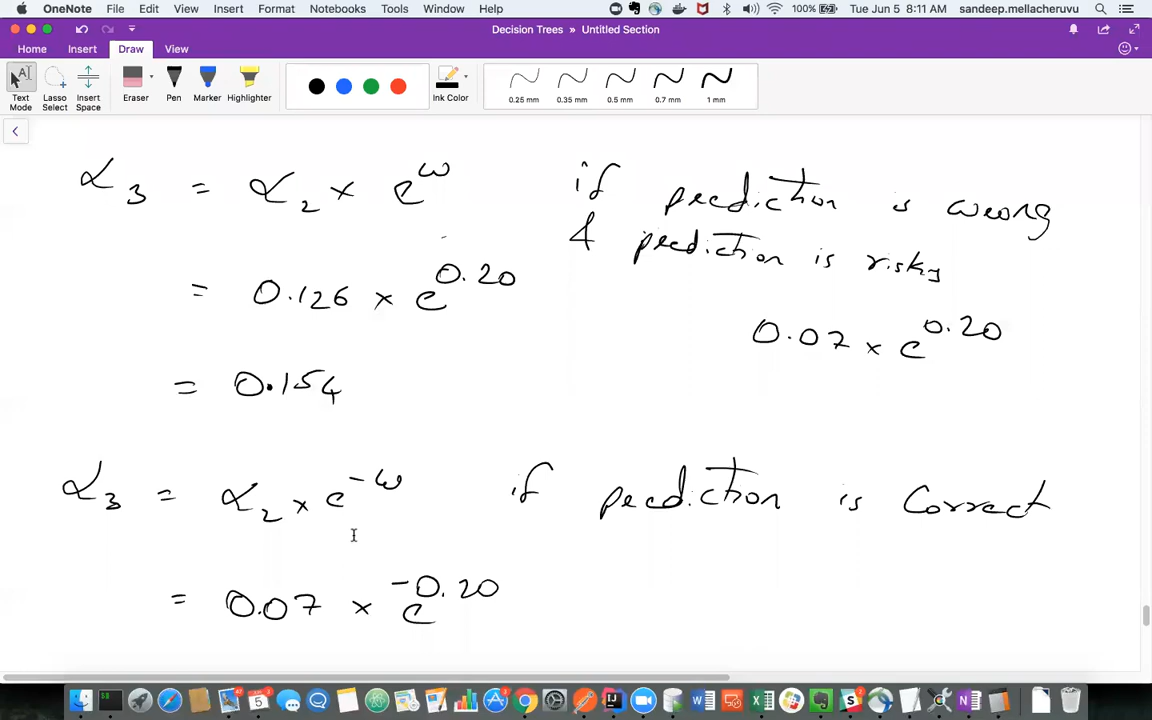 OneNote File Edit View Insert Format Notebooks Tools Window Help 100% Tue Jun 5 8:11 AM sandeep.mellacheruvu
Decision Trees » Untitled Section
Home Insert Draw View
Text Mode Lasso Select Insert Space Eraser Pen Marker Highlighter Ink Color 0.25 mm 0.35 mm 0.5 mm 0.7 mm 1 mm
α₃ = α₂ × e^ω if prediction is wrong
& prediction is risky
= 0.126 × e^0.20
0.07 × e^0.20
= 0.154
α₃ = α₂ × e^-ω if prediction is Correct
= 0.07 × e^-0.20